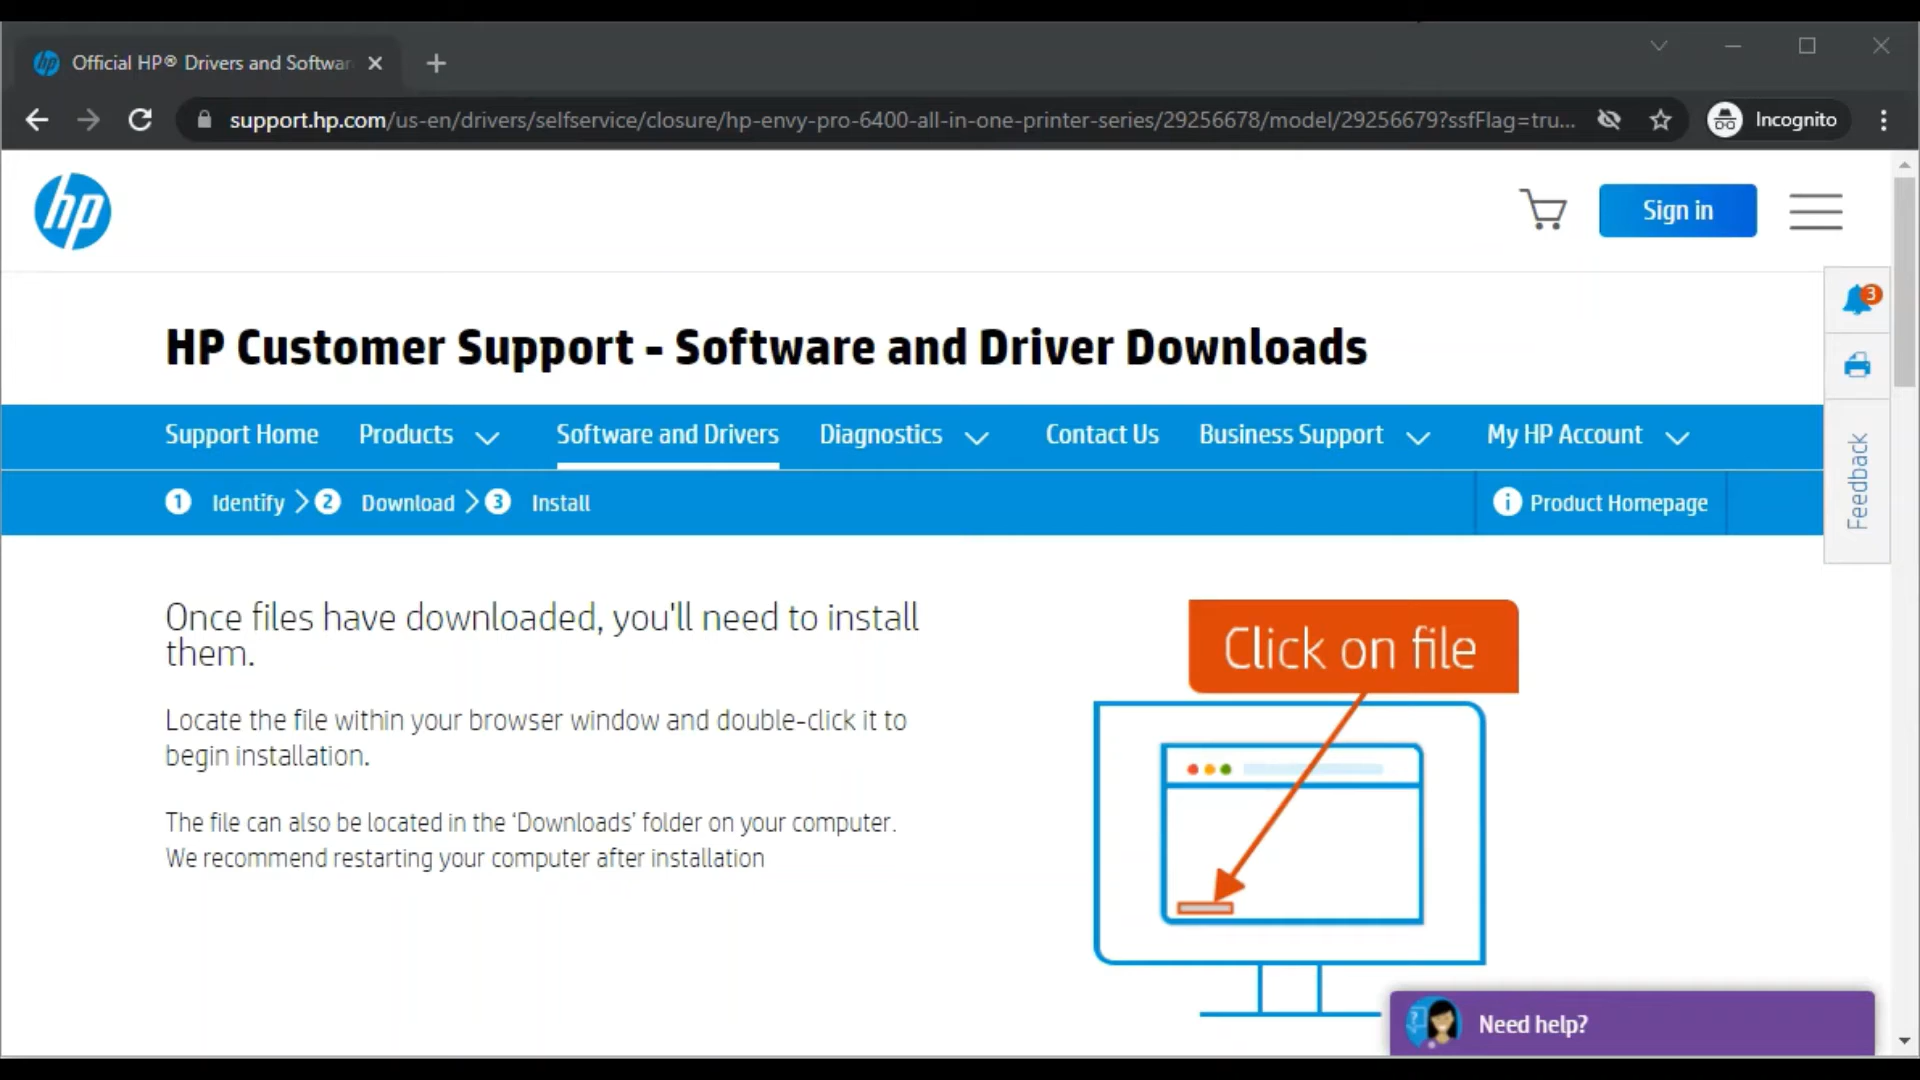 Official HP® Drivers and Softwar
support.hp.com/us-en/drivers/selfservice/closure/hp-envy-pro-6400-all-in-one-printer-series/29256678/model/29256679?ssfFlag=tru...
Incognito
hp
Sign in
3
HP Customer Support - Software and Driver Downloads
Support Home Products Software and Drivers Diagnostics Contact Us Business Support My HP Account
1 Identify 2 Download 3 Install
Product Homepage
Feedback
Once files have downloaded, you'll need to install
them.
Locate the file within your browser window and double-click it to
begin installation.
The file can also be located in the ‘Downloads’ folder on your computer.
We recommend restarting your computer after installation
Click on file
Need help?